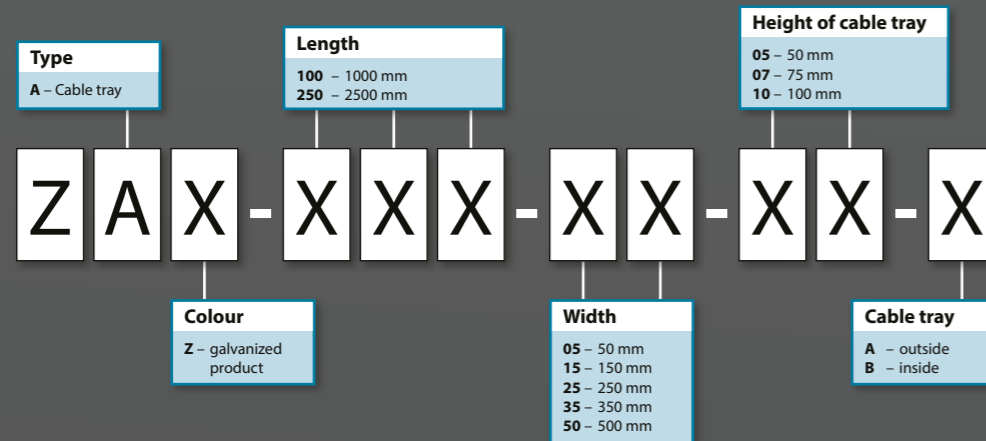 Type
A – Cable tray
Length
100 – 1000 mm
250 – 2500 mm
Height of cable tray
05 – 50 mm
07 – 75 mm
10 – 100 mm
Z A X - X X X - X X - X X - X
Colour
Z – galvanized
product
Width
05 – 50 mm
15 – 150 mm
25 – 250 mm
35 – 350 mm
50 – 500 mm
Cable tray
A – outside
B – inside